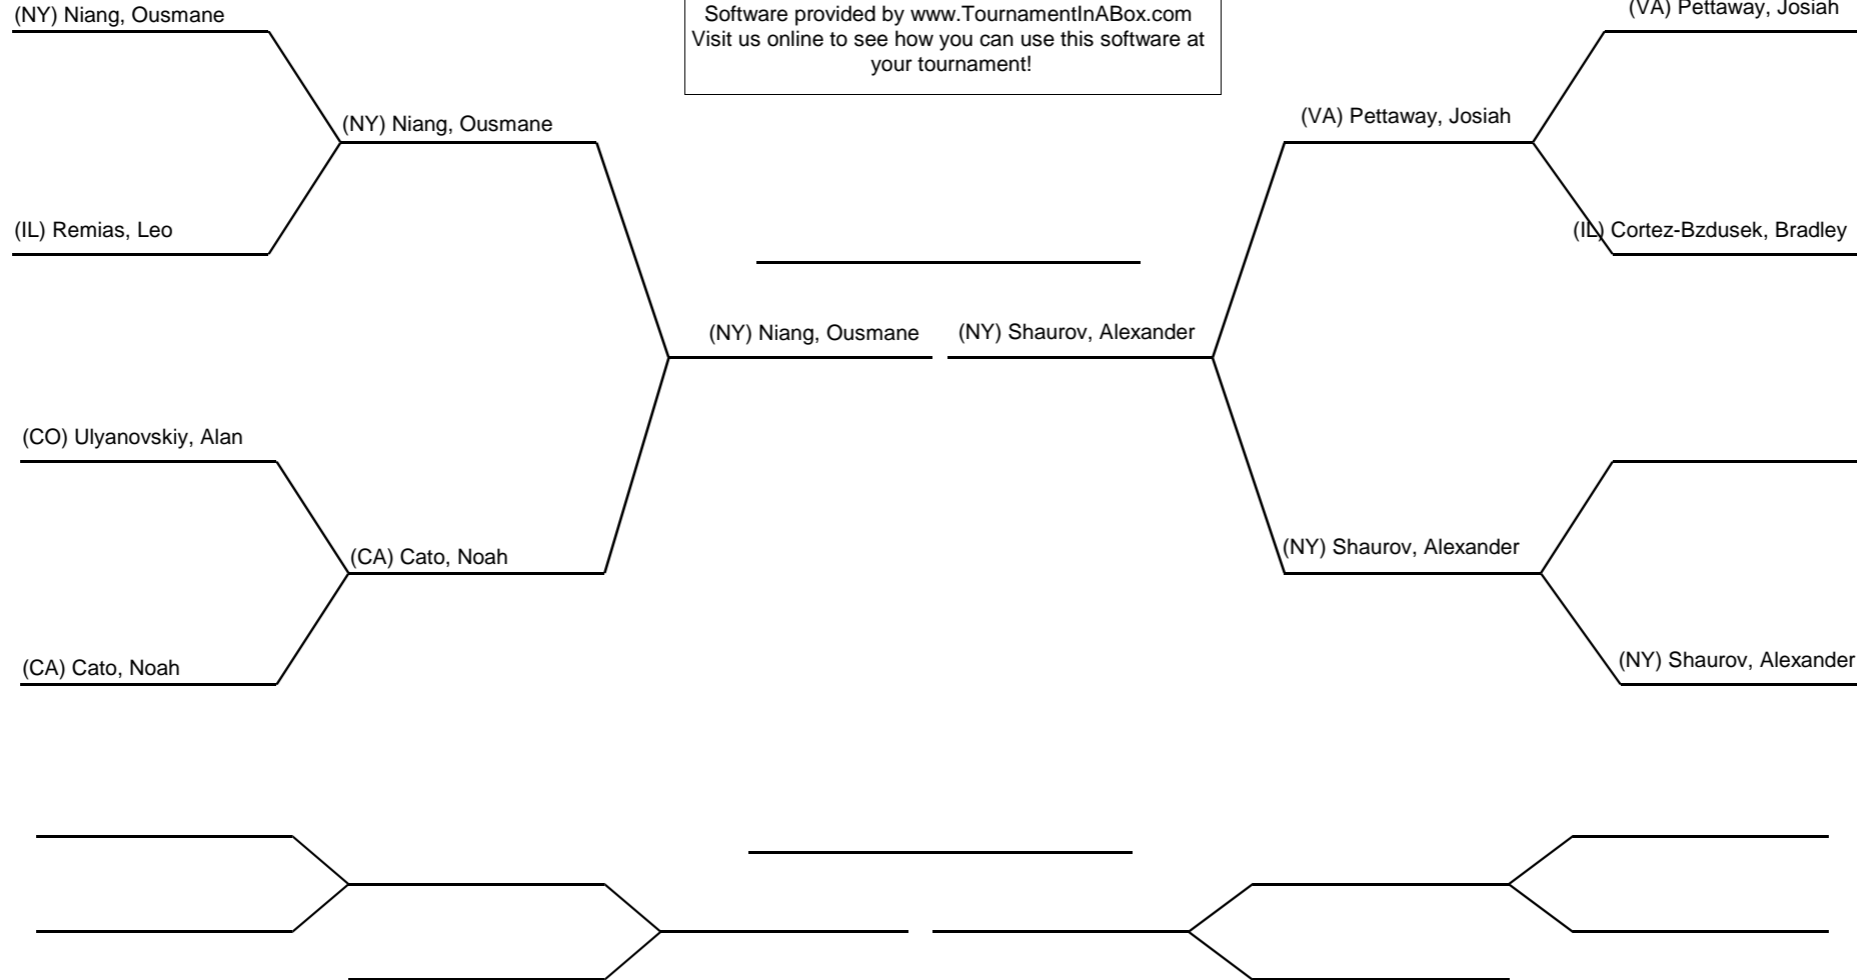 (NY) Niang, Ousmane
Software provided by www.TournamentInABox.com
Visit us online to see how you can use this software at
your tournament!
(VA) Pettaway, Josiah
(NY) Niang, Ousmane
(VA) Pettaway, Josiah
(IL) Remias, Leo
(IL) Cortez-Bzdusek, Bradley
(NY) Niang, Ousmane
(NY) Shaurov, Alexander
(CO) Ulyanovskiy, Alan
(CA) Cato, Noah
(NY) Shaurov, Alexander
(CA) Cato, Noah
(NY) Shaurov, Alexander